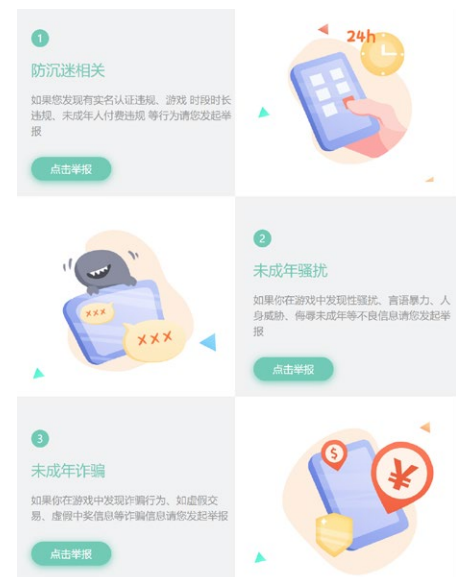 1
防沉迷相关
如果您发现有实名认证违规、游戏 时段时长
违规、未成年人付费违规 等行为请您发起举
报
点击举报
24h
xxx
xxx
2
未成年骚扰
如果你在游戏中发现性骚扰、言语暴力、人
身威胁、侮辱未成年等不良信息请您发起举
报
点击举报
3
未成年诈骗
如果你在游戏中发现诈骗行为、如虚假交
易、虚假中奖信息等诈骗信息请您发起举报
点击举报
$
¥